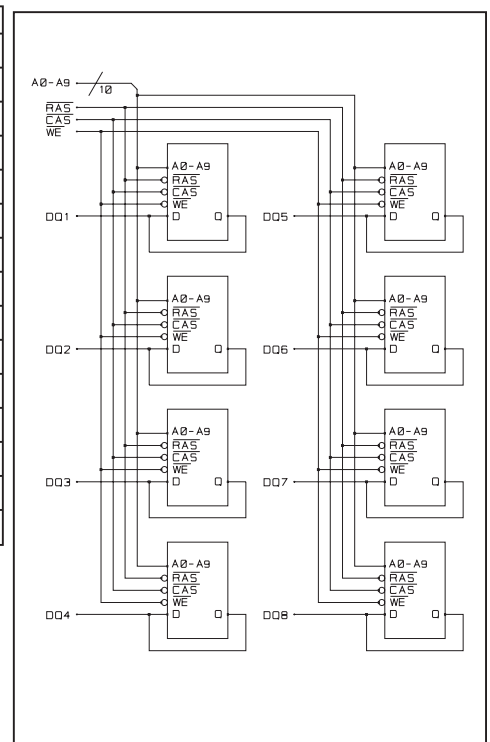 A0-A9
10
RAS
CAS
WE
A0-A9
RAS
CAS
WE
DQ1
D Q
A0-A9
RAS
CAS
WE
DQ5
D Q
A0-A9
RAS
CAS
WE
DQ2
D Q
A0-A9
RAS
CAS
WE
DQ6
D Q
A0-A9
RAS
CAS
WE
DQ3
D Q
A0-A9
RAS
CAS
WE
DQ7
D Q
A0-A9
RAS
CAS
WE
DQ4
D Q
A0-A9
RAS
CAS
WE
DQ8
D Q